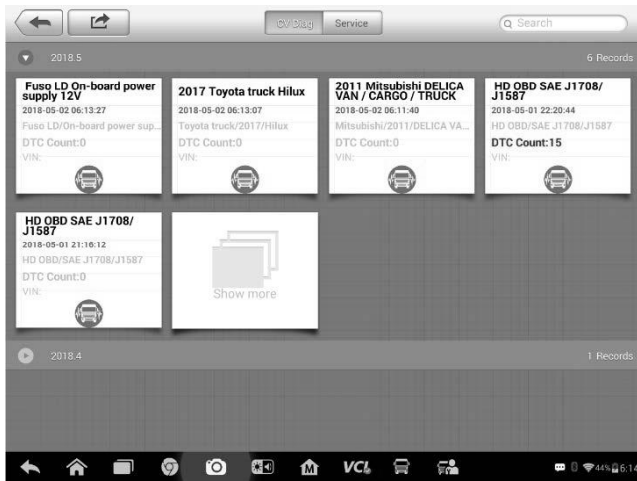 CV Diag Service Search
2018.5 6 Records
Fuso LD On-board power
supply 12V
2018-05-02 06:13:27
Fuso LD/On-board power sup...
DTC Count:0
VIN:
2017 Toyota truck Hilux
2018-05-02 06:13:07
Toyota truck/2017/Hilux
DTC Count:0
VIN:
2011 Mitsubishi DELICA
VAN / CARGO / TRUCK
2018-05-02 06:11:40
Mitsubishi/2011/DELICA VA...
DTC Count:0
VIN:
HD OBD SAE J1708/
J1587
2018-05-01 22:20:44
HD OBD/SAE J1708/J1587
DTC Count:15
VIN:
HD OBD SAE J1708/
J1587
2018-05-01 21:16:12
HD OBD/SAE J1708/J1587
DTC Count:0
VIN:
Show more
2018.4 1 Records
M VCI 44% 6:14